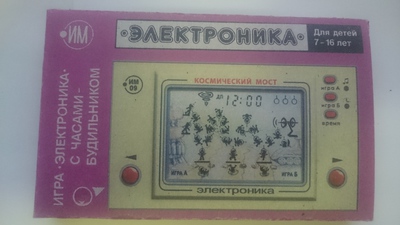 ИМ
•ЭЛЕКТРОНИКА•
Для детей
7-16 лет
ИГРА •ЭЛЕКТРОНИКА•
С ЧАСАМИ-
БУДИЛЬНИКОМ
КОСМИЧЕСКИЙ МОСТ
ИМ
09
12:00
игра А
игра Б
время
ИГРА А
ИГРА Б
электроника